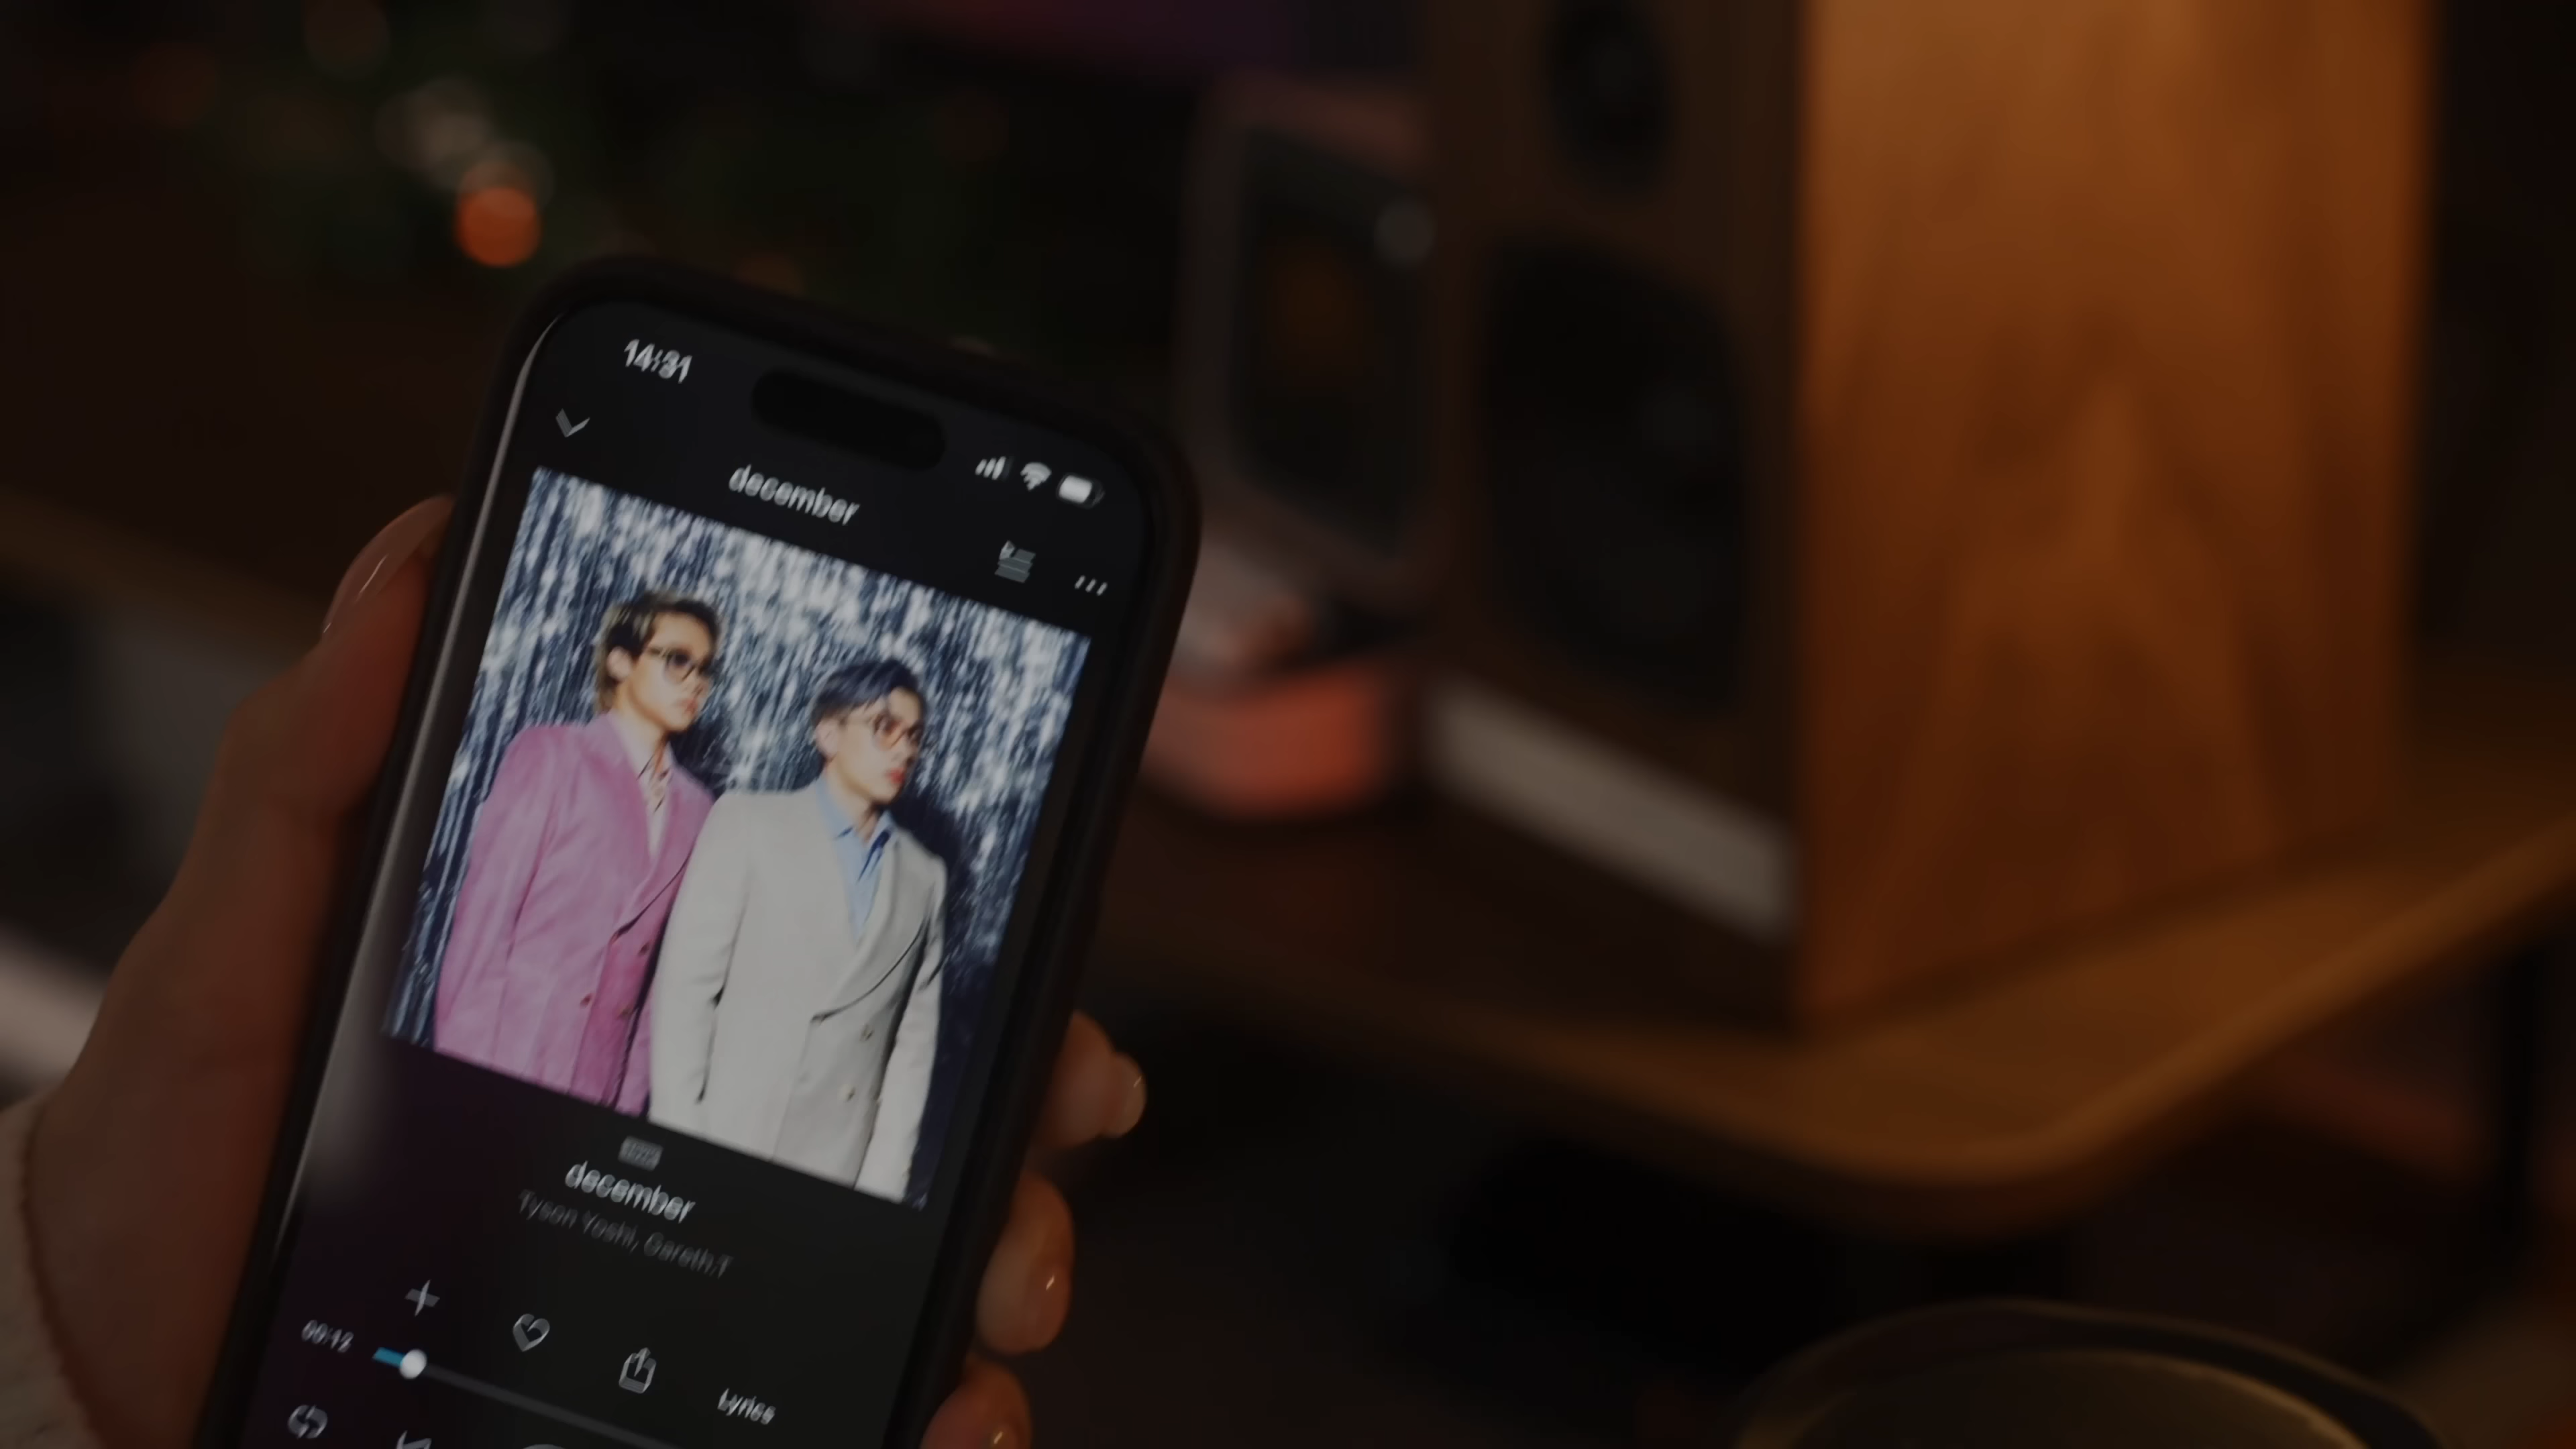 14:31
december
december
Tyson Yoshi, Gareth.T
00:12
Lyrics